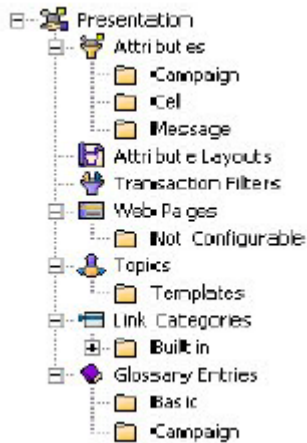 Presentation
Attributes
Campaign
Cell
Message
Attribute Layouts
Transaction Filters
Web Pages
Not Configurable
Topics
Templates
Link Categories
Built in
Glossary Entries
Basic
Campaign